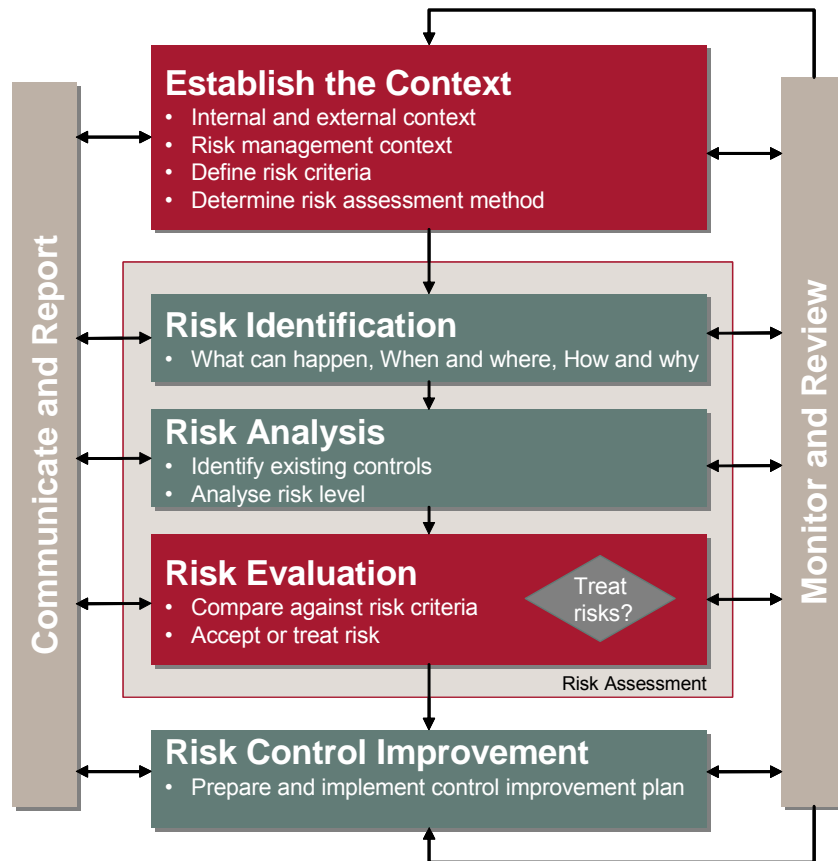 Establish the Context
• Internal and external context
• Risk management context
• Define risk criteria
• Determine risk assessment method
Communicate and Report
Monitor and Review
Risk Identification
• What can happen, When and where, How and why
Risk Analysis
• Identify existing controls
• Analyse risk level
Risk Evaluation
• Compare against risk criteria
• Accept or treat risk
Treat
risks?
Risk Assessment
Risk Control Improvement
• Prepare and implement control improvement plan